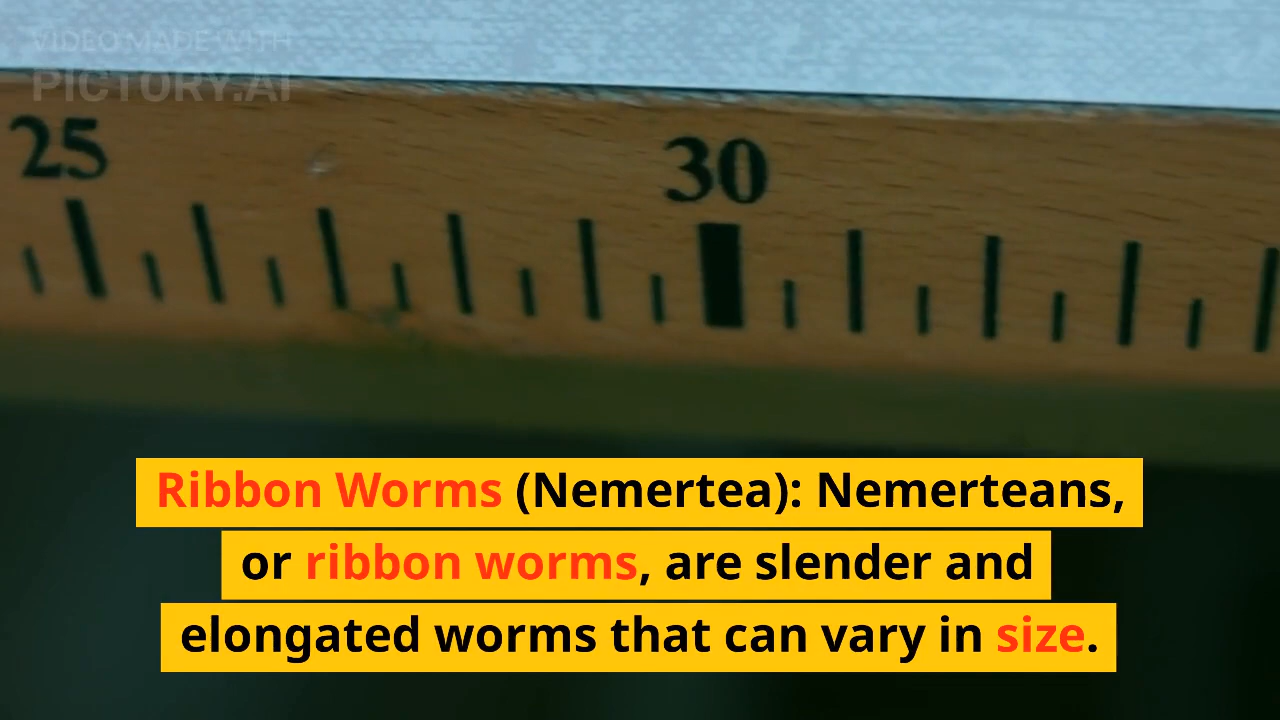 VIDEO MADE WITH
PICTORY.AI
25 30
Ribbon Worms (Nemertea): Nemerteans,
or ribbon worms, are slender and
elongated worms that can vary in size.